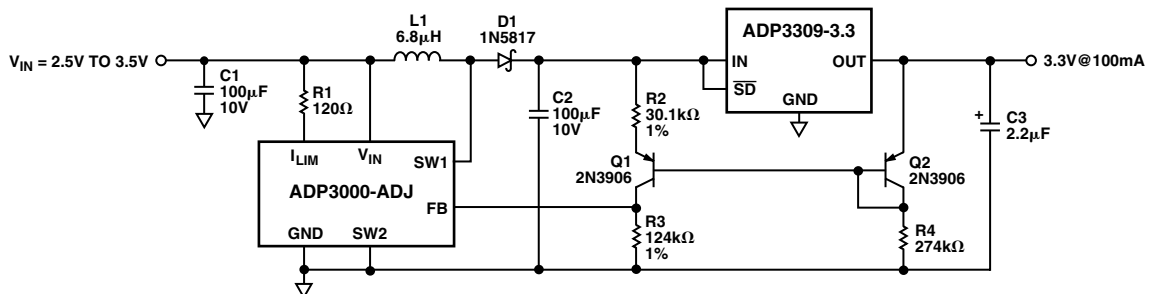 V_IN = 2.5V TO 3.5V
C1
100μF
10V
R1
120Ω
L1
6.8μH
D1
1N5817
C2
100μF
10V
R2
30.1kΩ
1%
ADP3309-3.3
IN
OUT
SD
GND
3.3V@100mA
C3
+
2.2μF
Q1
2N3906
Q2
2N3906
I_LIM
V_IN
SW1
ADP3000-ADJ
FB
GND
SW2
R3
124kΩ
1%
R4
274kΩ